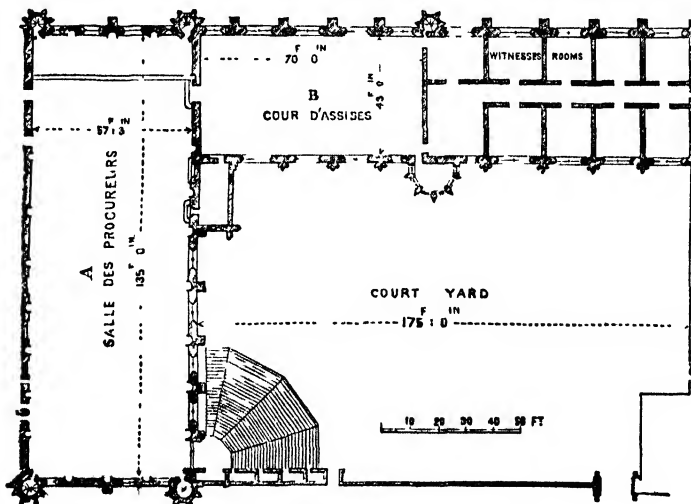 F IN
70 0
WITNESSES ROOMS
B
COUR D'ASSISES
F IN
45 0
F IN
57:3
A
SALLE DES PROCUREURS
F IN
135 0
COURT YARD
F IN
175:0
10 20 30 40 50 FT